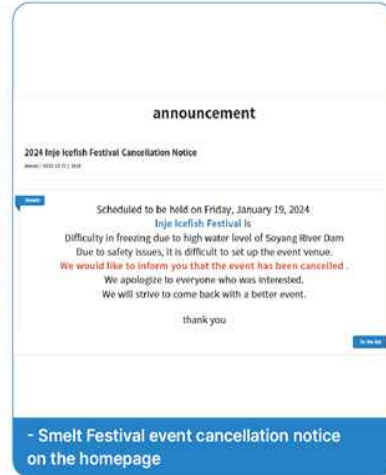 announcement
2024 Inje Icefish Festival Cancellation Notice
Scheduled to be held on Friday, January 19, 2024
Inje Icefish Festival is
Difficulty in freezing due to high water level of Soyang River Dam
Due to safety issues, it is difficult to set up the event venue.
We would like to inform you that the event has been cancelled .
We apologize to everyone who was interested.
We will strive to come back with a better event.
thank you
- Smelt Festival event cancellation notice
on the homepage